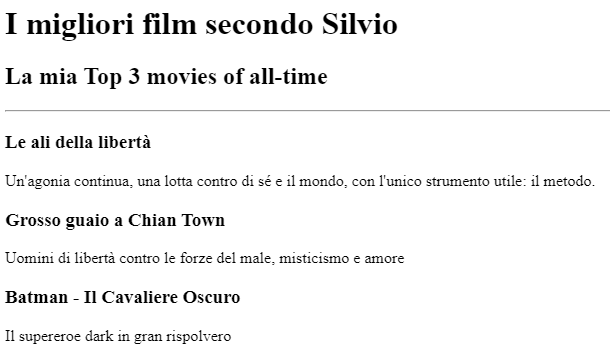 I migliori film secondo Silvio
La mia Top 3 movies of all-time
Le ali della libertà
Un'agonia continua, una lotta contro di sé e il mondo, con l'unico strumento utile: il metodo.
Grosso guaio a Chian Town
Uomini di libertà contro le forze del male, misticismo e amore
Batman - Il Cavaliere Oscuro
Il supereroe dark in gran rispolvero